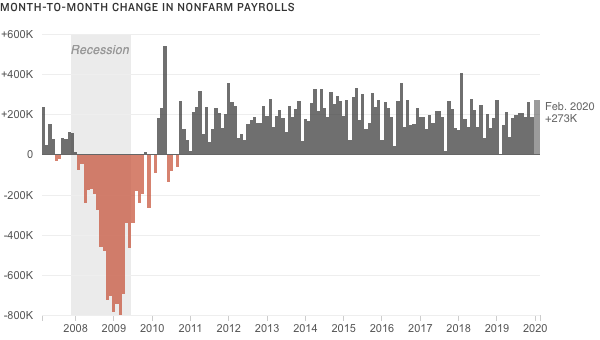 MONTH-TO-MONTH CHANGE IN NONFARM PAYROLLS
+600K
Recession
+400K
Feb. 2020
+273K
+200K
0
-200K
-400K
-600K
-800K
2008 2009 2010 2011 2012 2013 2014 2015 2016 2017 2018 2019 2020